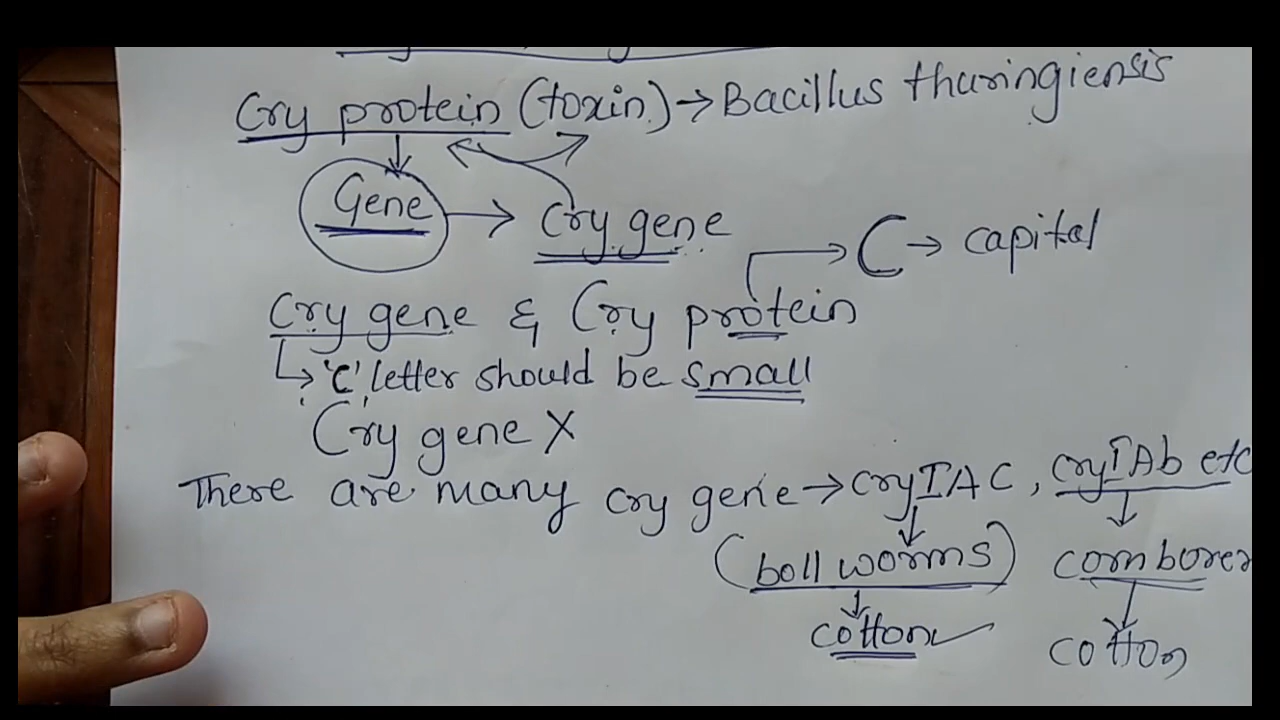 Cry protein (toxin) → Bacillus thuringiensis
Gene → cry gene
C → capital
Cry gene & Cry protein
↳ 'C' letter should be small
Cry gene X
There are many cry gene → cryIAC, cryIAb etc
(boll worms) corn borer
cotton cotton